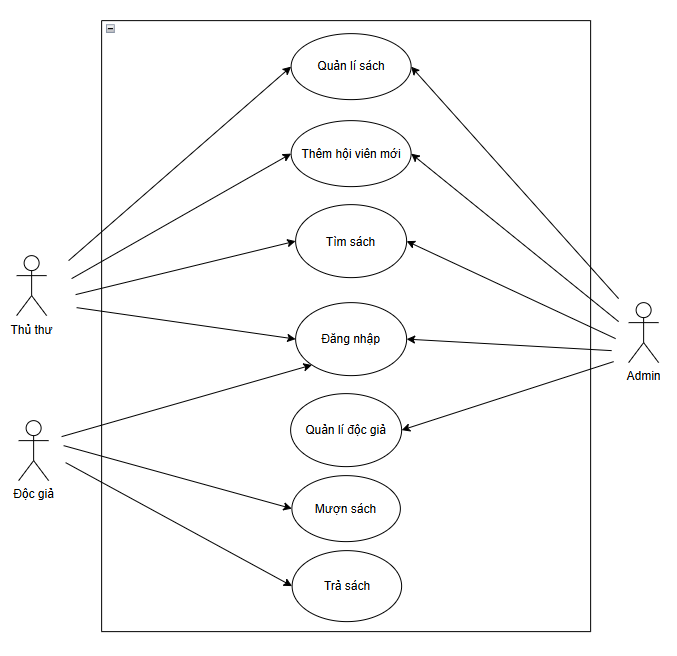 Quản lí sách
Thêm hội viên mới
Tìm sách
Thủ thư
Đăng nhập
Admin
Quản lí độc giả
Độc giả
Mượn sách
Trả sách